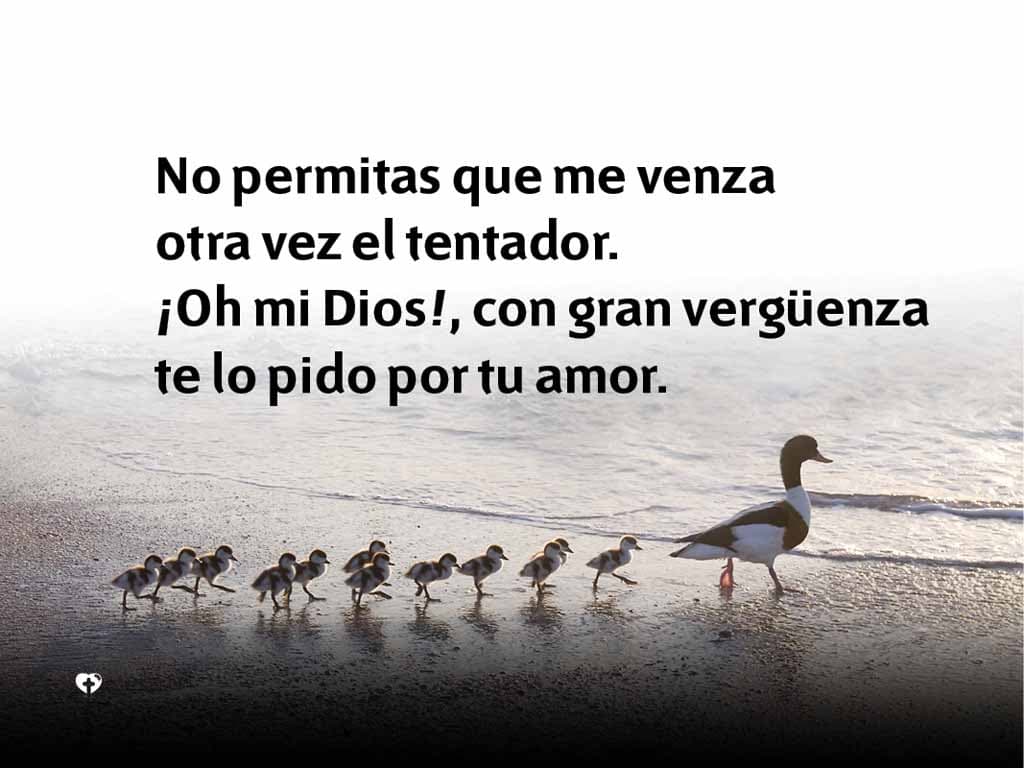 No permitas que me venza
otra vez el tentador.
¡Oh mi Dios!, con gran vergüenza
te lo pido por tu amor.